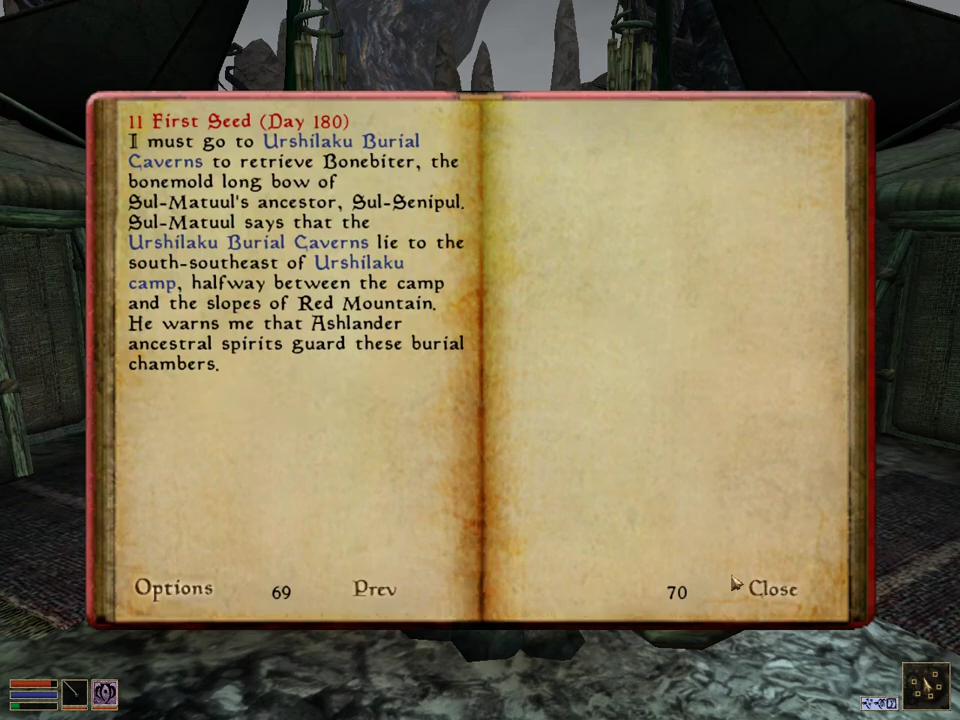 11 First Seed (Day 180)
I must go to Urshilaku Burial
Caverns to retrieve Bonebiter, the
bonemold long bow of
Sul-Matuul's ancestor, Sul-Senipul.
Sul-Matuul says that the
Urshilaku Burial Caverns lie to the
south-southeast of Urshilaku
camp, halfway between the camp
and the slopes of Red Mountain.
He warns me that Ashlander
ancestral spirits guard these burial
chambers.
Options 69 Prev 70 Close